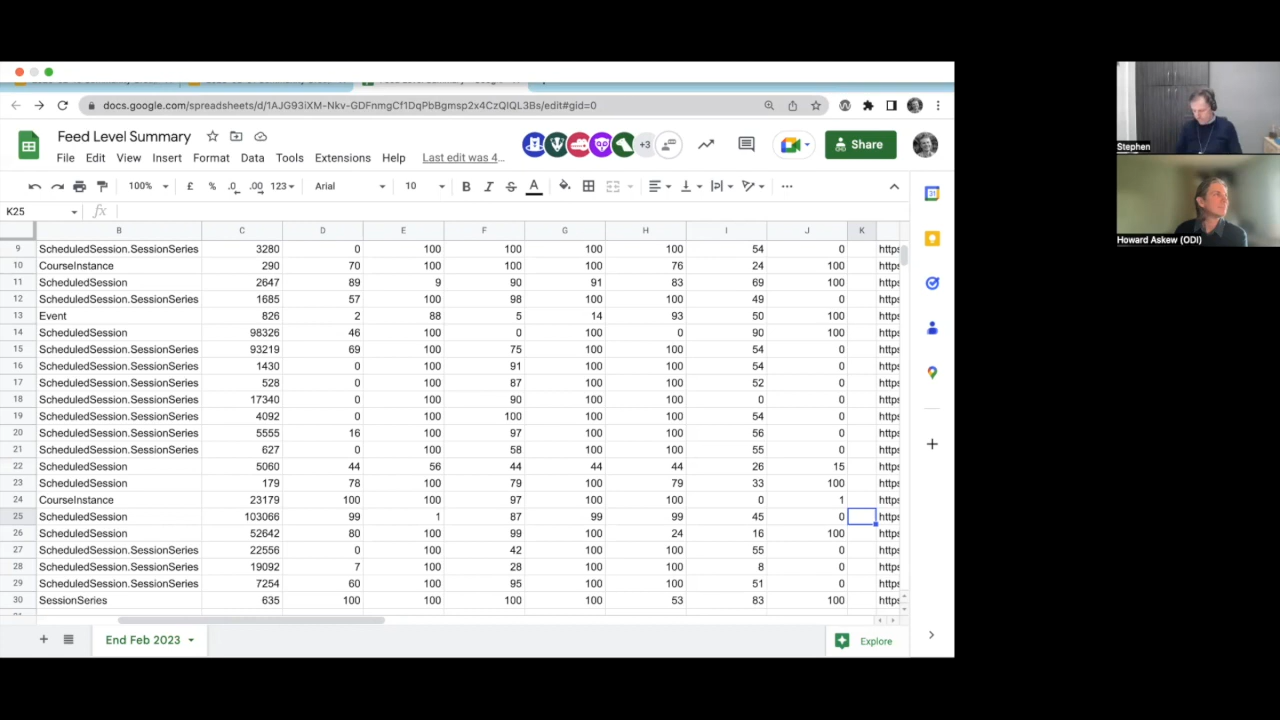 docs.google.com/spreadsheets/d/1AJG93iXM-Nkv-GDFnmgCf1DqPbBgmsp2x4CzQIQL3Bs/edit#gid=0
Feed Level Summary
+3
Share
File Edit View Insert Format Data Tools Extensions Help Last edit was 4...
100% £ % .0 .00 123 Arial 10 B I S A
K25 fx
B C D E F G H I J K
9 ScheduledSession.SessionSeries 3280 0 100 100 100 100 54 0 https
10 CourseInstance 290 70 100 100 100 76 24 100 https
11 ScheduledSession 2647 89 9 90 91 83 69 100 https
12 ScheduledSession.SessionSeries 1685 57 100 98 100 100 49 0 https
13 Event 826 2 88 5 14 93 50 100 https
14 ScheduledSession 98326 46 100 0 100 0 90 100 https
15 ScheduledSession.SessionSeries 93219 69 100 75 100 100 54 0 https
16 ScheduledSession.SessionSeries 1430 0 100 91 100 100 54 0 https
17 ScheduledSession.SessionSeries 528 0 100 87 100 100 52 0 https
18 ScheduledSession.SessionSeries 17340 0 100 90 100 100 0 0 https
19 ScheduledSession.SessionSeries 4092 0 100 100 100 100 54 0 https
20 ScheduledSession.SessionSeries 5555 16 100 97 100 100 56 0 https
21 ScheduledSession.SessionSeries 627 0 100 58 100 100 55 0 https
22 ScheduledSession 5060 44 56 44 44 44 26 15 https
23 ScheduledSession 179 78 100 79 100 79 33 100 https
24 CourseInstance 23179 100 100 97 100 100 0 1 https
25 ScheduledSession 103066 99 1 87 99 99 45 0 https
26 ScheduledSession 52642 80 100 99 100 24 16 100 https
27 ScheduledSession.SessionSeries 22556 0 100 42 100 100 55 0 https
28 ScheduledSession.SessionSeries 19092 7 100 28 100 100 8 0 https
29 ScheduledSession.SessionSeries 7254 60 100 95 100 100 51 0 https
30 SessionSeries 635 100 100 100 100 53 83 100 https
End Feb 2023
Explore
Stephen
Howard Askew (ODI)